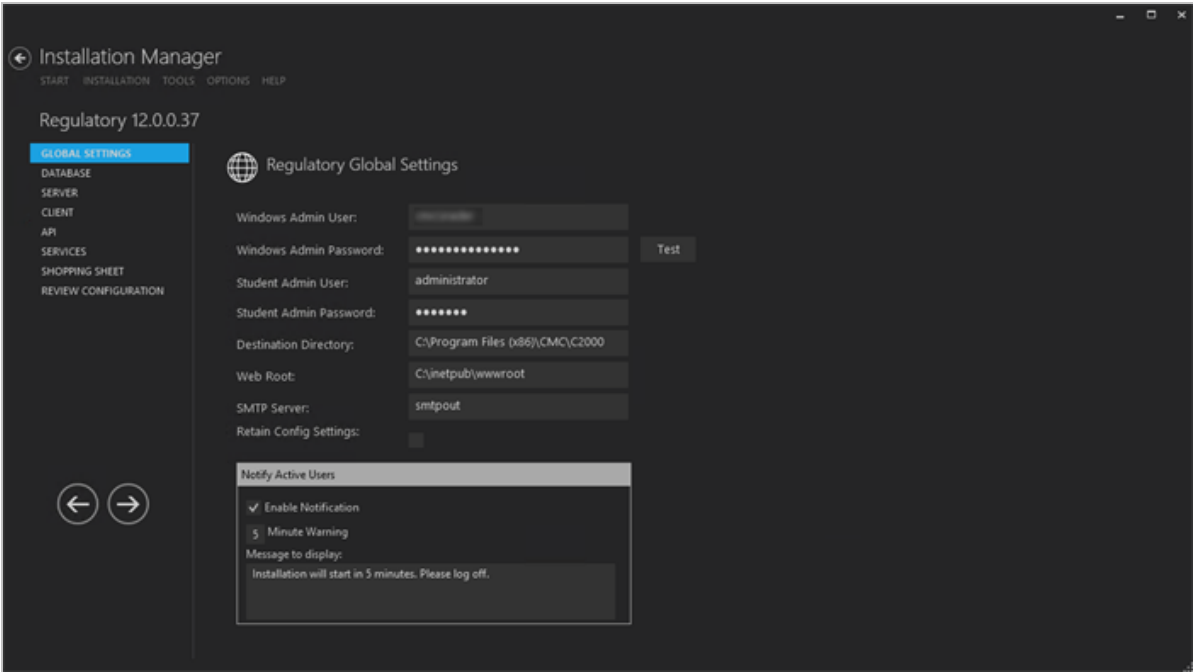 Installation Manager
START INSTALLATION TOOLS OPTIONS HELP
Regulatory 12.0.0.37
GLOBAL SETTINGS
DATABASE
SERVER
CLIENT
API
SERVICES
SHOPPING SHEET
REVIEW CONFIGURATION
Regulatory Global Settings
Windows Admin User:
Windows Admin Password: ●●●●●●●●●●●●●● Test
Student Admin User: administrator
Student Admin Password: ●●●●●●●
Destination Directory: C:\Program Files (x86)\CMC\C2000
Web Root: C:\inetpub\wwwroot
SMTP Server: smtpout
Retain Config Settings:
Notify Active Users
Enable Notification
5 Minute Warning
Message to display:
Installation will start in 5 minutes. Please log off.